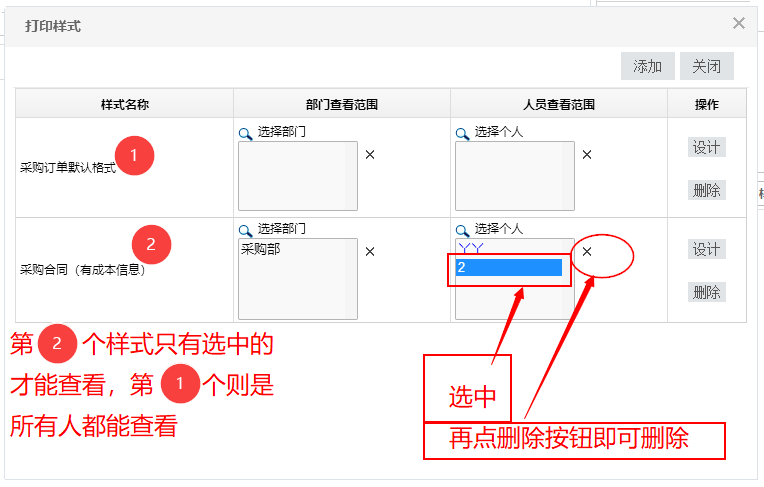 打印样式
添加 关闭
样式名称 部门查看范围 人员查看范围 操作
采购订单默认格式 1
选择部门
选择个人
设计
删除
采购合同（有成本信息） 2
选择部门
采购部
选择个人
丫丫
2
设计
删除
第 2 个样式只有选中的
才能查看，第 1 个则是
所有人都能查看
选中
再点删除按钮即可删除